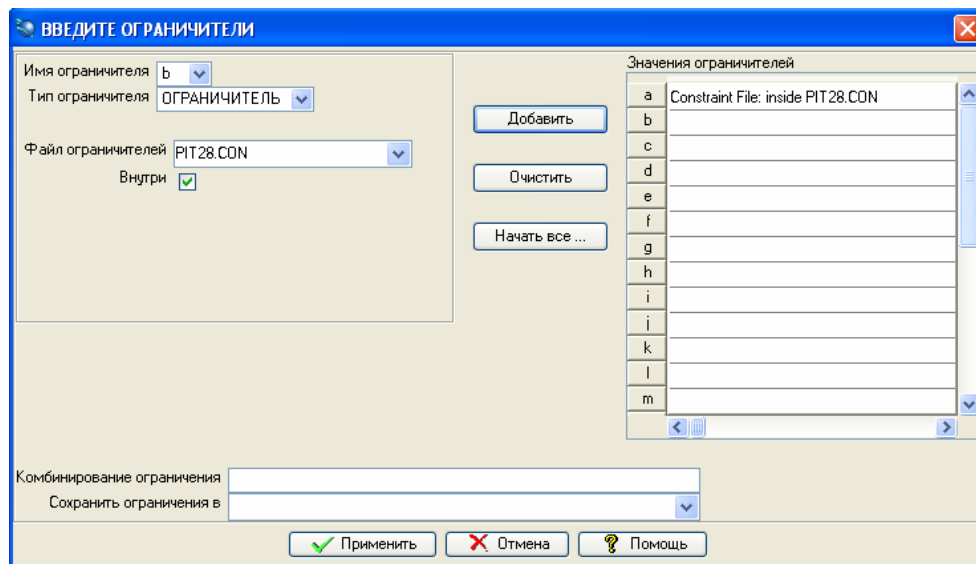 ВВЕДИТЕ ОГРАНИЧИТЕЛИ
Имя ограничителя b
Тип ограничителя ОГРАНИЧИТЕЛЬ
Файл ограничителей PIT28.CON
Внутри
Добавить
Очистить
Начать все ...
Значения ограничителей
a Constraint File: inside PIT28.CON
b
c
d
e
f
g
h
i
j
k
l
m
Комбинирование ограничения
Сохранить ограничения в
Применить
Отмена
Помощь